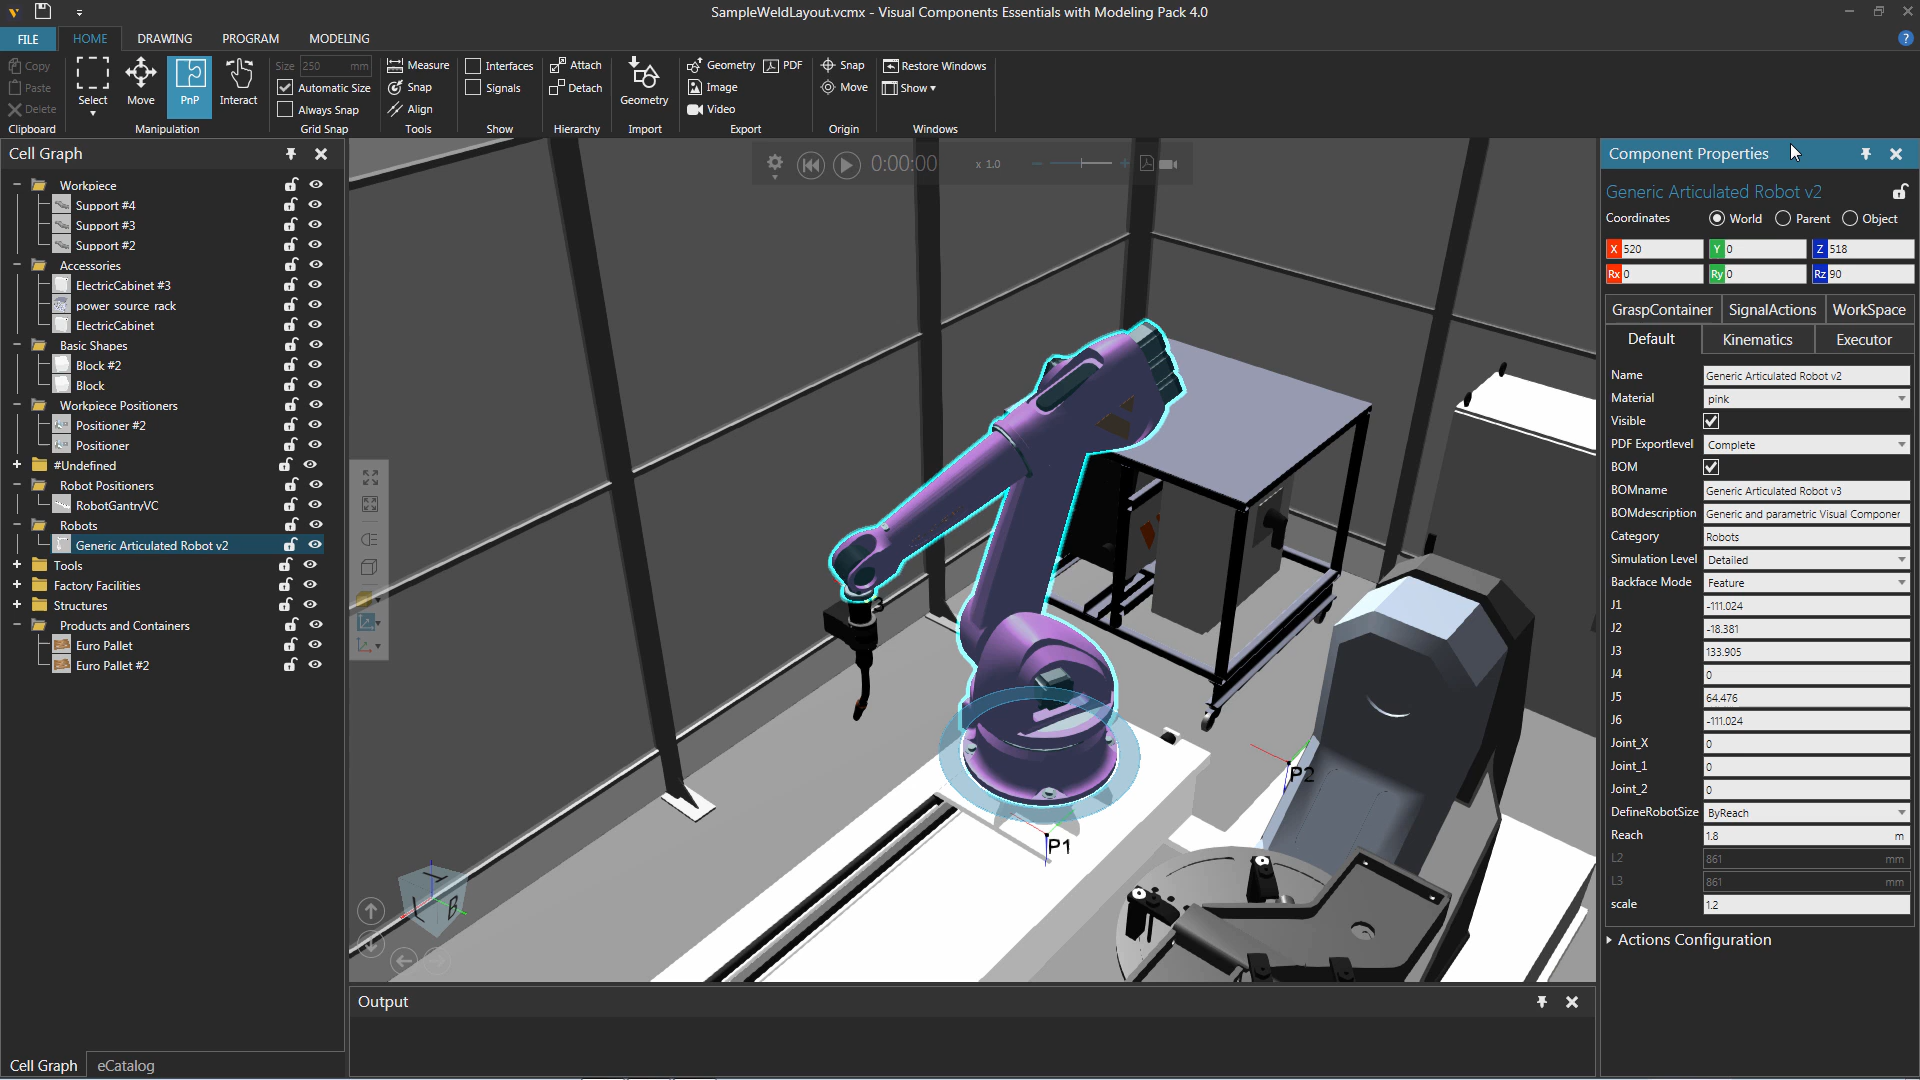 SampleWeldLayout.vcmx - Visual Components Essentials with Modeling Pack 4.0
FILE HOME DRAWING PROGRAM MODELING
Copy
Paste
Delete
Clipboard
Select
Move
PnP
Interact
Manipulation
Size 250 mm
Automatic Size
Always Snap
Grid Snap
Measure
Snap
Align
Tools
Interfaces
Signals
Show
Attach
Detach
Hierarchy
Geometry
Import
Geometry PDF
Image
Video
Export
Snap
Move
Origin
Restore Windows
Show
Windows
Cell Graph
Workpiece
Support #4
Support #3
Support #2
Accessories
ElectricCabinet #3
power source rack
ElectricCabinet
Basic Shapes
Block #2
Block
Workpiece Positioners
Positioner #2
Positioner
#Undefined
Robot Positioners
RobotGantryVC
Robots
Generic Articulated Robot v2
Tools
Factory Facilities
Structures
Products and Containers
Euro Pallet
Euro Pallet #2
Cell Graph eCatalog
0:00:00 x 1.0
P2
P1
T
L B
Output
Component Properties
Generic Articulated Robot v2
Coordinates World Parent Object
X 520 Y 0 Z 518
Rx 0 Ry 0 Rz 90
GraspContainer SignalActions WorkSpace
Default Kinematics Executor
Name Generic Articulated Robot v2
Material pink
Visible
PDF Exportlevel Complete
BOM
BOMname Generic Articulated Robot v3
BOMdescription Generic and parametric Visual Componer
Category Robots
Simulation Level Detailed
Backface Mode Feature
J1 -111.024
J2 -18.381
J3 133.905
J4 0
J5 64.476
J6 -111.024
Joint_X 0
Joint_1 0
Joint_2 0
DefineRobotSize ByReach
Reach 1.8 m
L2 861 mm
L3 861 mm
scale 1.2
Actions Configuration